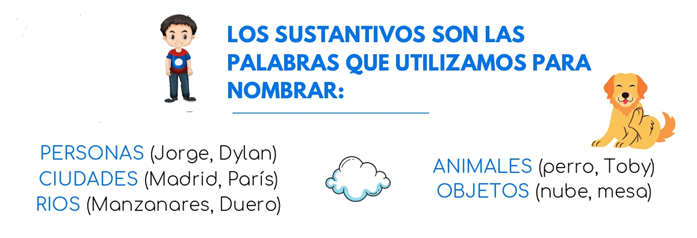 LOS SUSTANTIVOS SON LAS
PALABRAS QUE UTILIZAMOS PARA
NOMBRAR:
PERSONAS (Jorge, Dylan)
CIUDADES (Madrid, París)
RIOS (Manzanares, Duero)
ANIMALES (perro, Toby)
OBJETOS (nube, mesa)